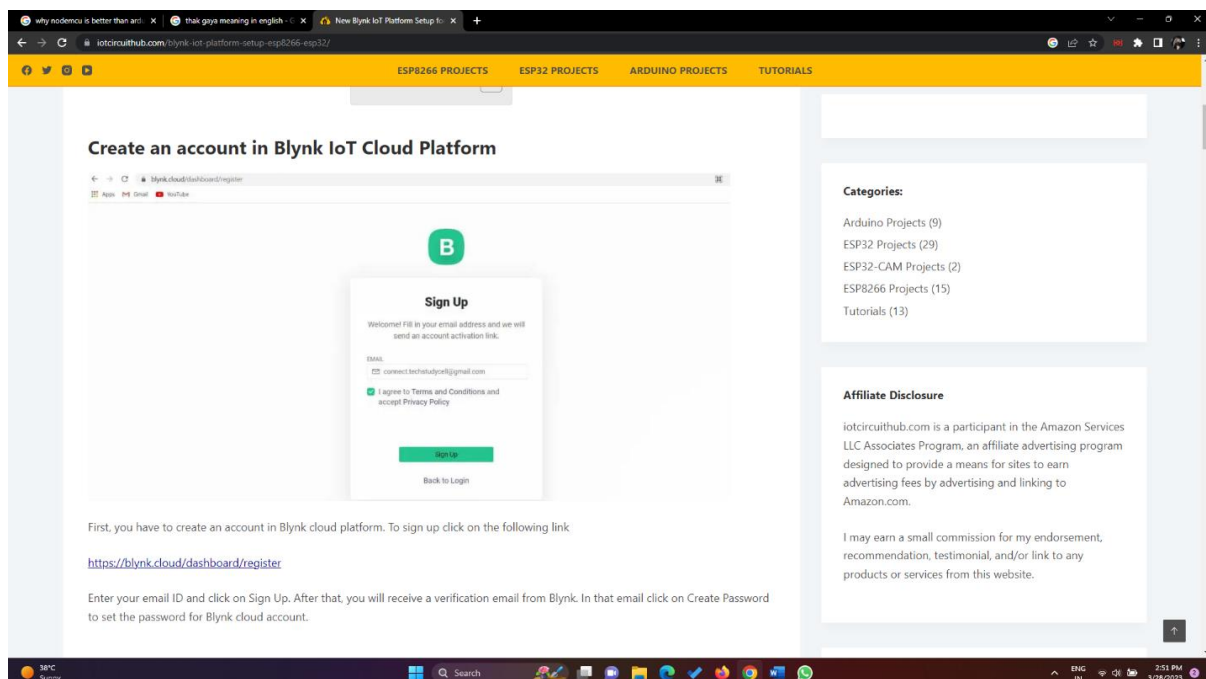 why nodemcu is better than ardu
thak gaya meaning in english - G
New Blynk IoT Platform Setup fo
iotcircuithub.com/blynk-iot-platform-setup-esp8266-esp32/
ESP8266 PROJECTS ESP32 PROJECTS ARDUINO PROJECTS TUTORIALS
Create an account in Blynk IoT Cloud Platform
blynk.cloud/dashboard/register
Apps Gmail YouTube
B
Sign Up
Welcome! Fill in your email address and we will
send an account activation link.
EMAIL
connect.techstudycell@gmail.com
I agree to Terms and Conditions and
accept Privacy Policy
Sign Up
Back to Login
First, you have to create an account in Blynk cloud platform. To sign up click on the following link
https://blynk.cloud/dashboard/register
Enter your email ID and click on Sign Up. After that, you will receive a verification email from Blynk. In that email click on Create Password
to set the password for Blynk cloud account.
Categories:
Arduino Projects (9)
ESP32 Projects (29)
ESP32-CAM Projects (2)
ESP8266 Projects (15)
Tutorials (13)
Affiliate Disclosure
iotcircuithub.com is a participant in the Amazon Services
LLC Associates Program, an affiliate advertising program
designed to provide a means for sites to earn
advertising fees by advertising and linking to
Amazon.com.
I may earn a small commission for my endorsement,
recommendation, testimonial, and/or link to any
products or services from this website.
38°C
Sunny
Search
ENG
IN
2:51 PM
3/28/2023